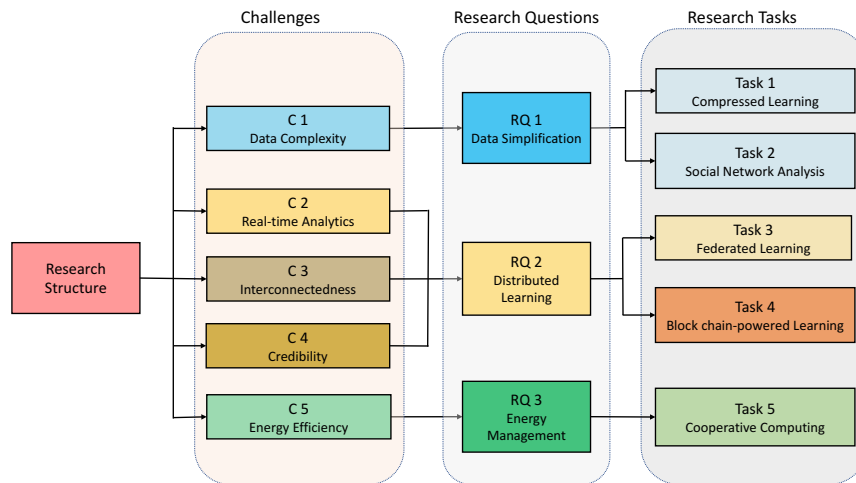 Challenges
Research Questions
Research Tasks
Research
Structure
C 1
Data Complexity
C 2
Real-time Analytics
C 3
Interconnectedness
C 4
Credibility
C 5
Energy Efficiency
RQ 1
Data Simplification
RQ 2
Distributed
Learning
RQ 3
Energy
Management
Task 1
Compressed Learning
Task 2
Social Network Analysis
Task 3
Federated Learning
Task 4
Block chain-powered Learning
Task 5
Cooperative Computing